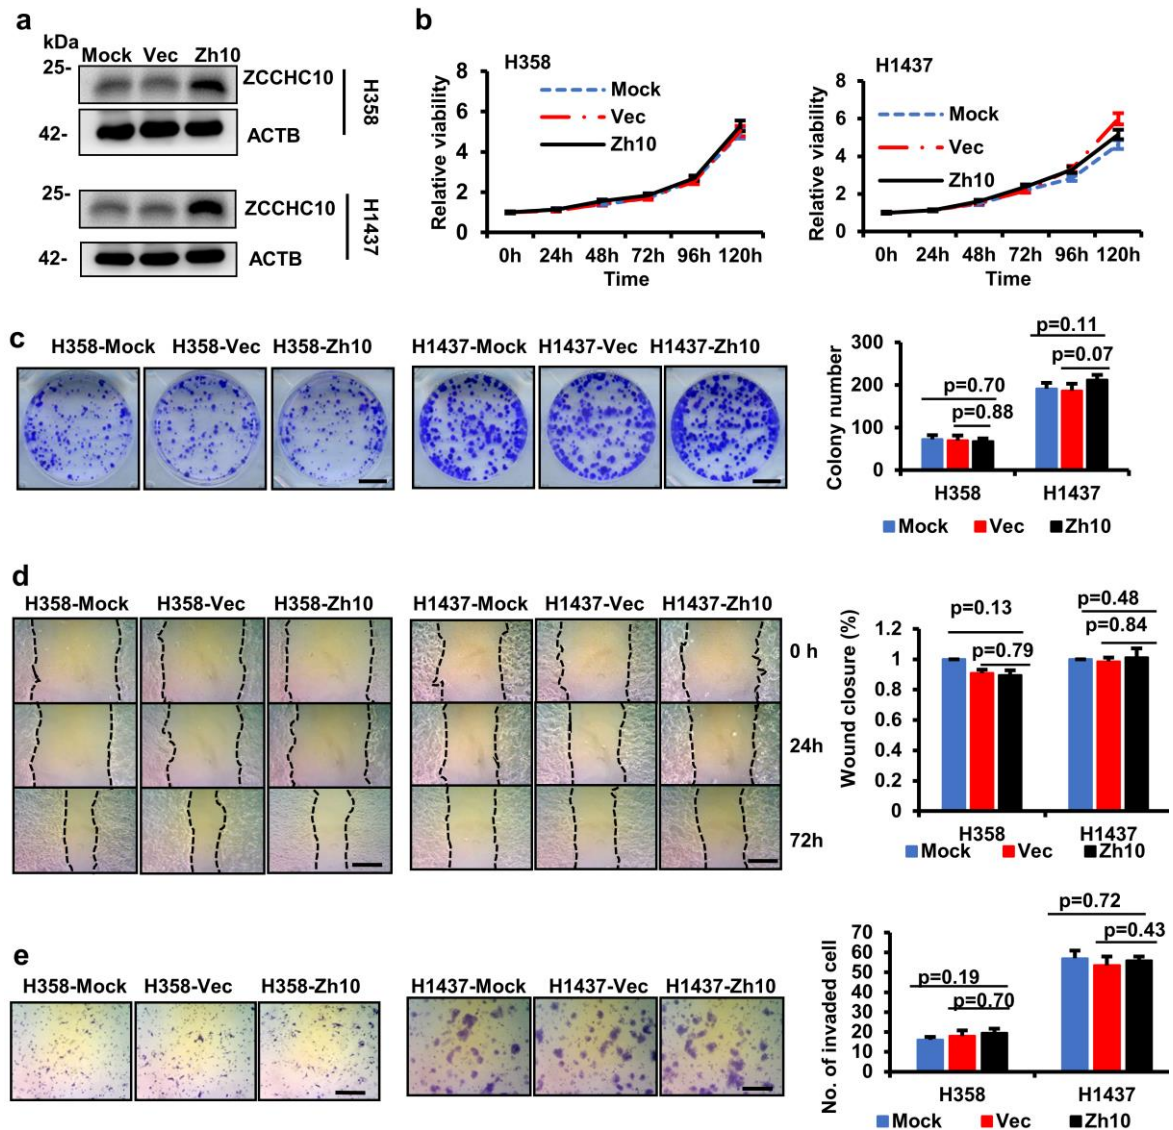 a
kDa
Mock Vec Zh10
25-
ZCCHC10
42-
ACTB
H358
25-
ZCCHC10
42-
ACTB
H1437
b
H358
Relative viability
8
6
4
2
0
Mock
Vec
Zh10
0h 24h 48h 72h 96h 120h
Time
H1437
Relative viability
8
6
4
2
0
Mock
Vec
Zh10
0h 24h 48h 72h 96h 120h
Time
c
H358-Mock H358-Vec H358-Zh10
H1437-Mock H1437-Vec H1437-Zh10
Colony number
300
200
100
0
p=0.70
p=0.88
p=0.11
p=0.07
H358 H1437
Mock Vec Zh10
d
H358-Mock H358-Vec H358-Zh10
H1437-Mock H1437-Vec H1437-Zh10
0 h
24h
72h
Wound closure (%)
1.2
1
0.8
0.6
0.4
0.2
0
p=0.13
p=0.79
p=0.48
p=0.84
H358 H1437
Mock Vec Zh10
e
H358-Mock H358-Vec H358-Zh10
H1437-Mock H1437-Vec H1437-Zh10
No. of invaded cell
70
60
50
40
30
20
10
0
p=0.19
p=0.70
p=0.72
p=0.43
H358 H1437
Mock Vec Zh10